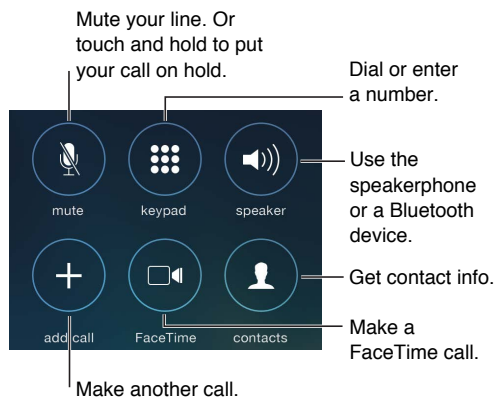 Mute your line. Or
touch and hold to put
your call on hold.
Dial or enter
a number.
mute
keypad
speaker
Use the
speakerphone
or a Bluetooth
device.
Get contact info.
add call
FaceTime
contacts
Make a
FaceTime call.
Make another call.